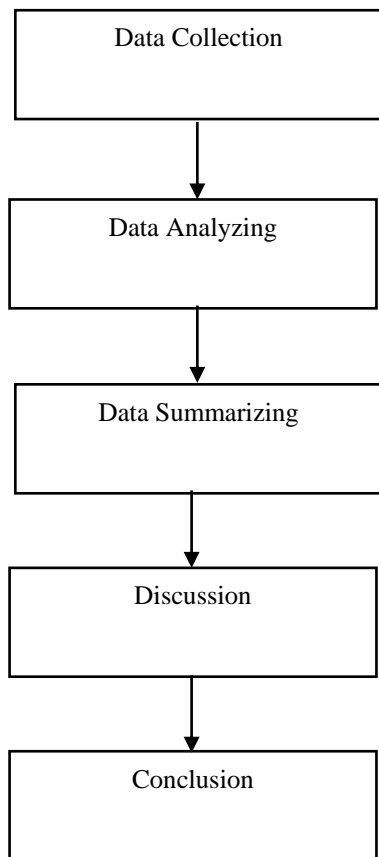 Data Collection
Data Analyzing
Data Summarizing
Discussion
Conclusion